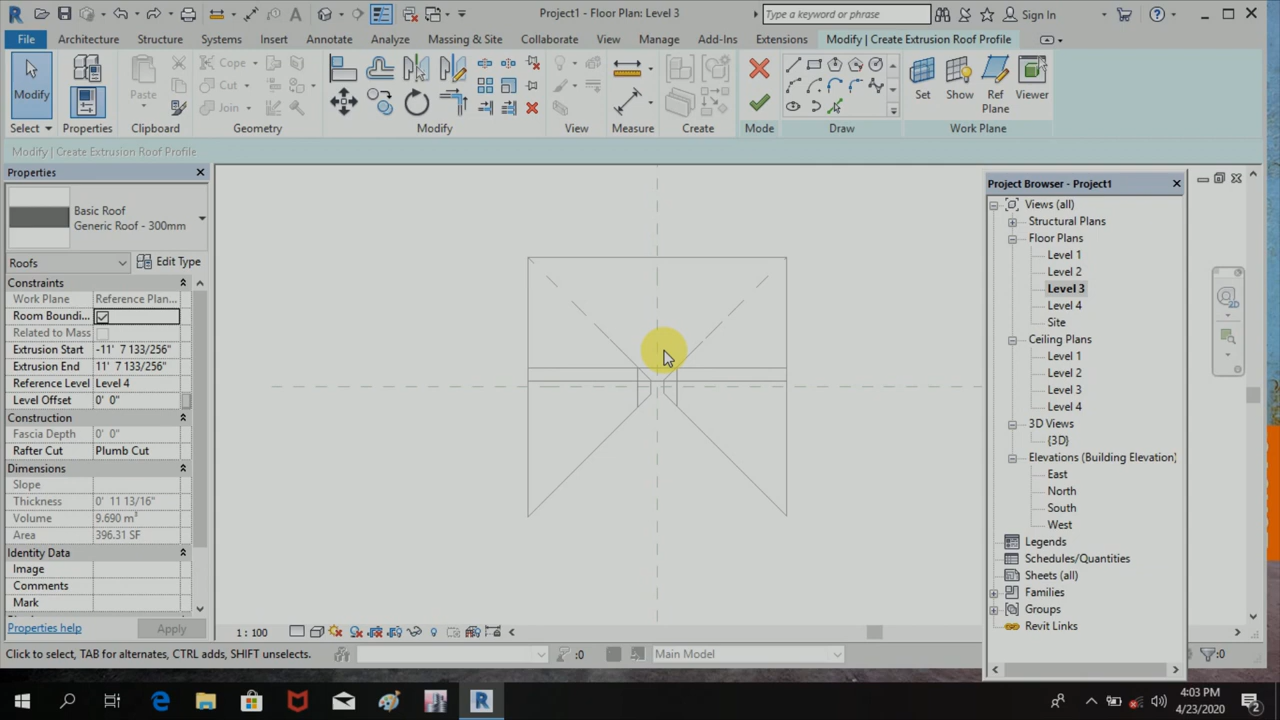 Project1 - Floor Plan: Level 3
Type a keyword or phrase
Sign In
File Architecture Structure Systems Insert Annotate Analyze Massing & Site Collaborate View Manage Add-Ins Extensions Modify | Create Extrusion Roof Profile
Modify
Paste
Cope
Cut
Join
Set
Show
Ref
Plane
Viewer
Select Properties Clipboard Geometry Modify View Measure Create Mode Draw Work Plane
Modify | Create Extrusion Roof Profile
Properties
Basic Roof
Generic Roof - 300mm
Roofs
Edit Type
Constraints
Work Plane Reference Plan...
Room Boundi...
Related to Mass
Extrusion Start -11' 7 133/256"
Extrusion End 11' 7 133/256"
Reference Level Level 4
Level Offset 0' 0"
Construction
Fascia Depth 0' 0"
Rafter Cut Plumb Cut
Dimensions
Slope
Thickness 0' 11 13/16"
Volume 9.690 m³
Area 396.31 SF
Identity Data
Image
Comments
Mark
Properties help
Apply
1 : 100
Project Browser - Project1
Views (all)
Structural Plans
Floor Plans
Level 1
Level 2
Level 3
Level 4
Site
Ceiling Plans
Level 1
Level 2
Level 3
Level 4
3D Views
{3D}
Elevations (Building Elevation)
East
North
South
West
Legends
Schedules/Quantities
Sheets (all)
Families
Groups
Revit Links
2D
Click to select, TAB for alternates, CTRL adds, SHIFT unselects.
:0
Main Model
:0
4:03 PM
4/23/2020
2